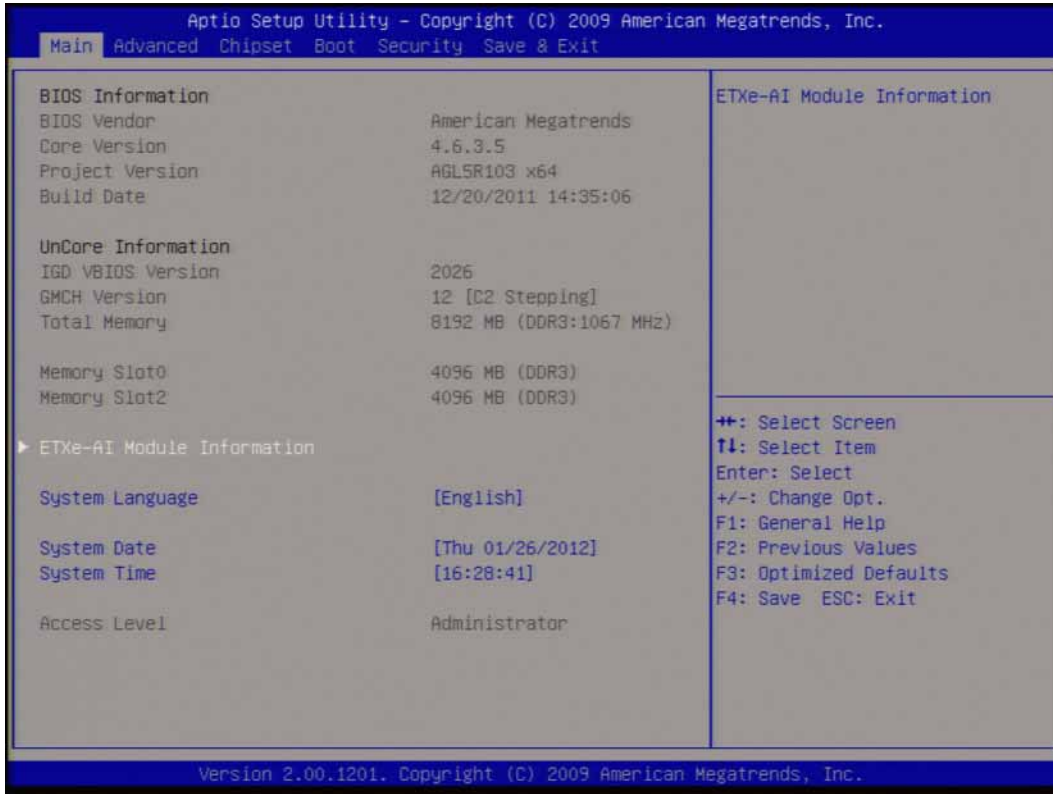 Aptio Setup Utility – Copyright (C) 2009 American Megatrends, Inc.
Main Advanced Chipset Boot Security Save & Exit
BIOS Information
BIOS Vendor American Megatrends
Core Version 4.6.3.5
Project Version AGL5R103 x64
Build Date 12/20/2011 14:35:06
UnCore Information
IGD VBIOS Version 2026
GMCH Version 12 [C2 Stepping]
Total Memory 8192 MB (DDR3:1067 MHz)
Memory Slot0 4096 MB (DDR3)
Memory Slot2 4096 MB (DDR3)
ETXe-AI Module Information
System Language [English]
System Date [Thu 01/26/2012]
System Time [16:28:41]
Access Level Administrator
ETXe-AI Module Information
→←: Select Screen
↑↓: Select Item
Enter: Select
+/-: Change Opt.
F1: General Help
F2: Previous Values
F3: Optimized Defaults
F4: Save ESC: Exit
Version 2.00.1201. Copyright (C) 2009 American Megatrends, Inc.